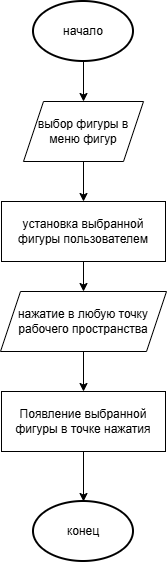 начало
выбор фигуры в
меню фигур
установка выбранной
фигуры пользователем
нажатие в любую точку
рабочего пространства
Появление выбранной
фигуры в точке нажатия
конец